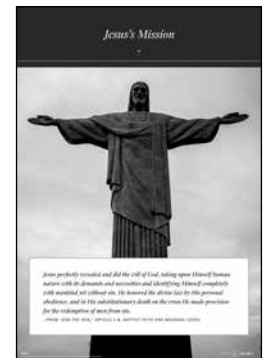 Jesus's Mission
Jesus perfectly revealed and did the will of God, taking upon Himself human
nature with its demands and necessities and identifying Himself completely
with mankind yet without sin. He honored the divine law by His personal
obedience, and in His substitutionary death on the cross He made provision
for the redemption of men from sin.